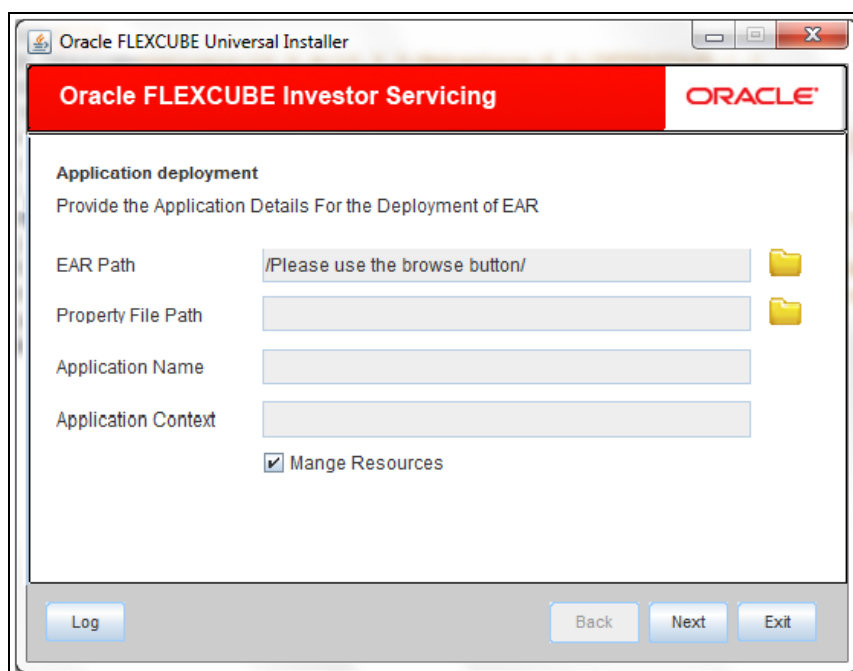 Oracle FLEXCUBE Universal Installer
Oracle FLEXCUBE Investor Servicing
ORACLE
Application deployment
Provide the Application Details For the Deployment of EAR
EAR Path
/Please use the browse button/
Property File Path
Application Name
Application Context
Mange Resources
Log
Back
Next
Exit